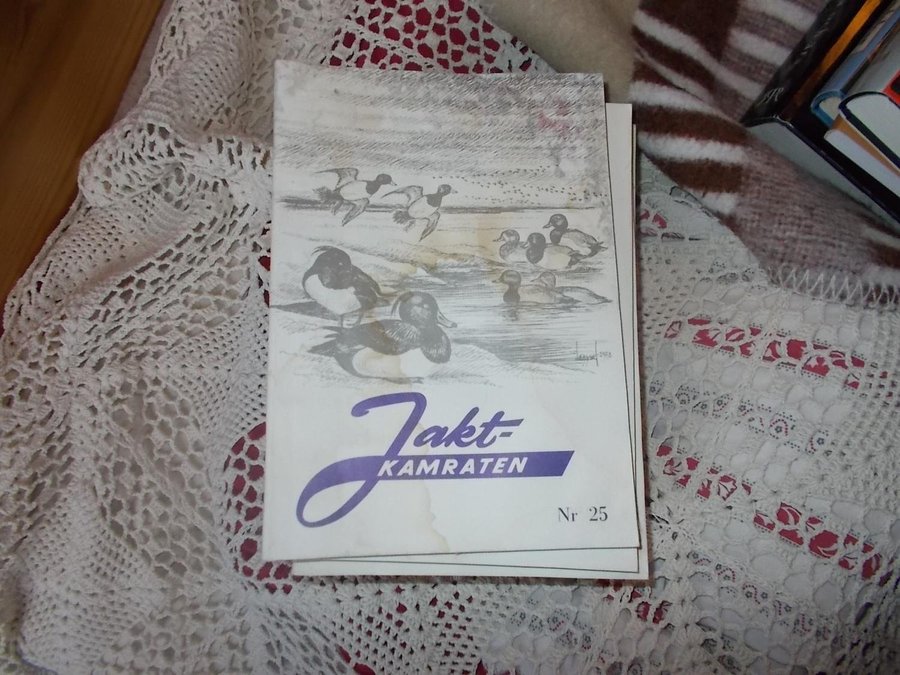 Jakt-
KAMRATEN
Nr 25